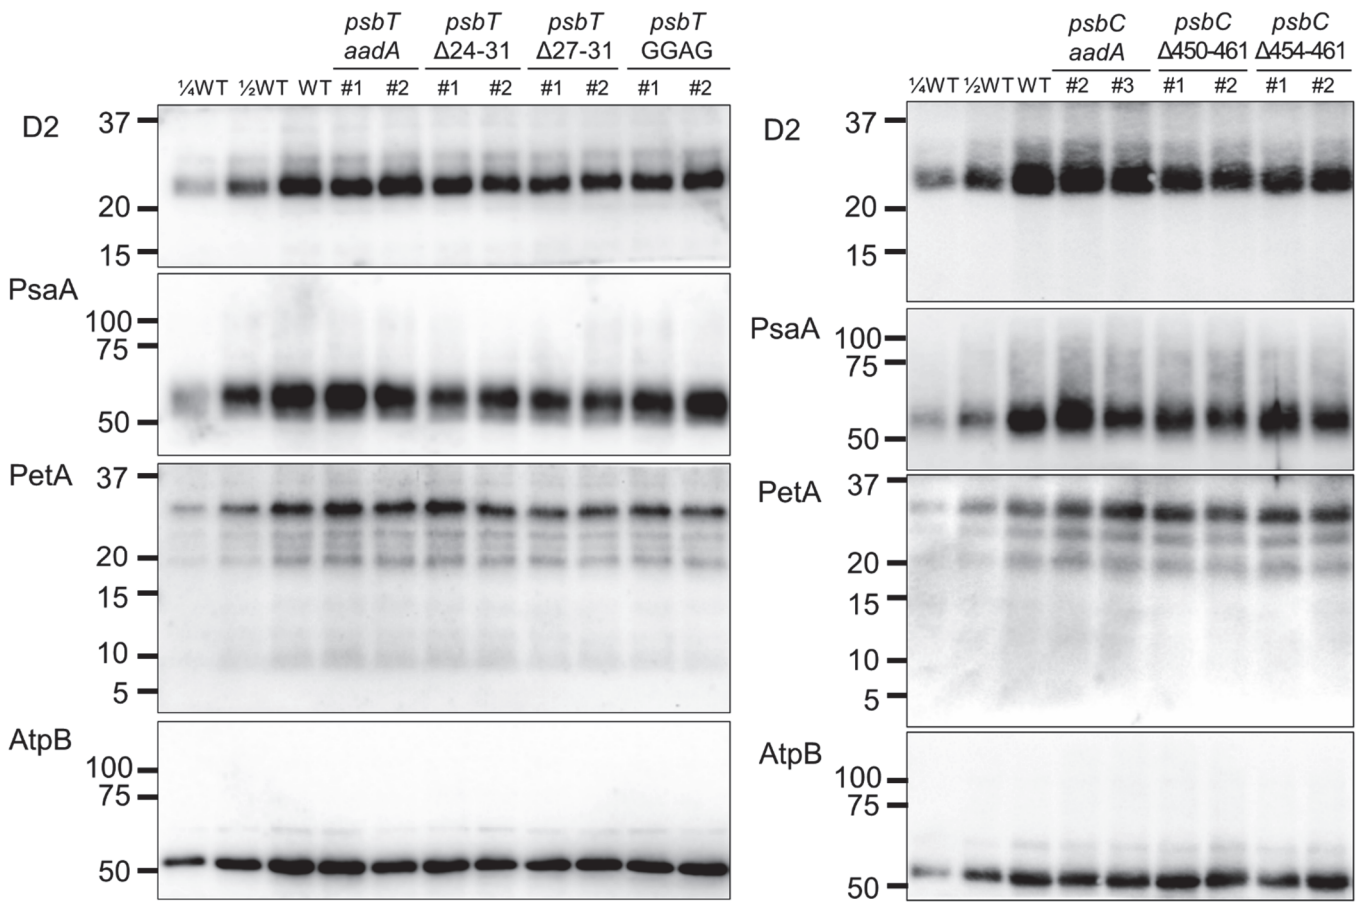 psbT psbT psbT psbT
aadA Δ24-31 Δ27-31 GGAG
¼WT ½WT WT #1 #2 #1 #2 #1 #2 #1 #2
D2
37
20
15
PsaA
100
75
50
PetA
37
20
15
10
5
AtpB
100
75
50
psbC psbC psbC
aadA Δ450-461 Δ454-461
¼WT ½WT WT #2 #3 #1 #2 #1 #2
D2
37
20
15
PsaA
100
75
50
PetA
37
20
15
10
5
AtpB
100
75
50